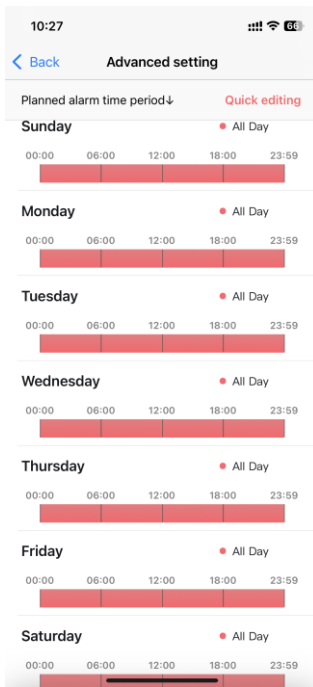 10:27 66
Back Advanced setting
Planned alarm time period↓ Quick editing
Sunday All Day
00:00 06:00 12:00 18:00 23:59
Monday All Day
00:00 06:00 12:00 18:00 23:59
Tuesday All Day
00:00 06:00 12:00 18:00 23:59
Wednesday All Day
00:00 06:00 12:00 18:00 23:59
Thursday All Day
00:00 06:00 12:00 18:00 23:59
Friday All Day
00:00 06:00 12:00 18:00 23:59
Saturday All Day
00:00 06:00 12:00 18:00 23:59